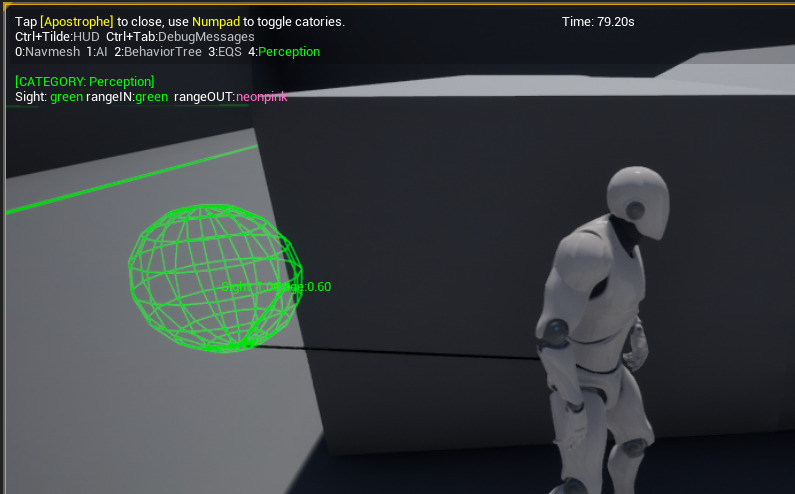 Tap [Apostrophe] to close, use Numpad to toggle catories.
Time: 79.20s
Ctrl+Tilde:HUD Ctrl+Tab:DebugMessages
0:Navmesh 1:AI 2:BehaviorTree 3:EQS 4:Perception
[CATEGORY: Perception]
Sight: green rangeIN:green rangeOUT:neonpink
Sight: :0.60